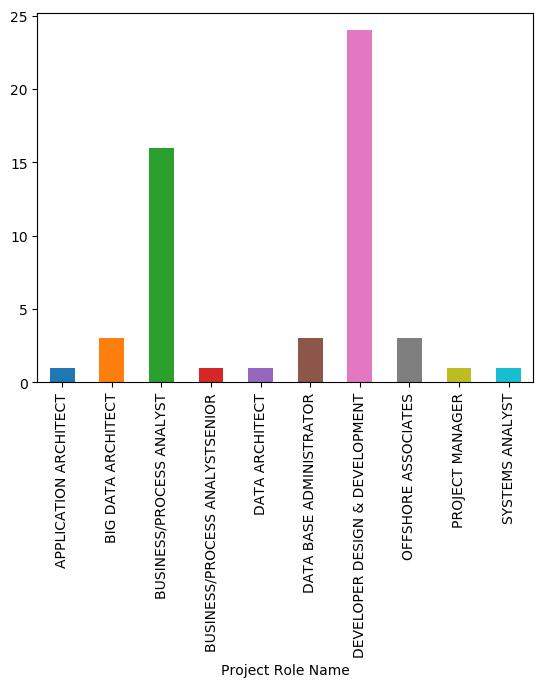 25
20
15
10
5
0
APPLICATION ARCHITECT
BIG DATA ARCHITECT
BUSINESS/PROCESS ANALYST
BUSINESS/PROCESS ANALYSTSENIOR
DATA ARCHITECT
DATA BASE ADMINISTRATOR
DEVELOPER DESIGN & DEVELOPMENT
OFFSHORE ASSOCIATES
PROJECT MANAGER
SYSTEMS ANALYST
Project Role Name